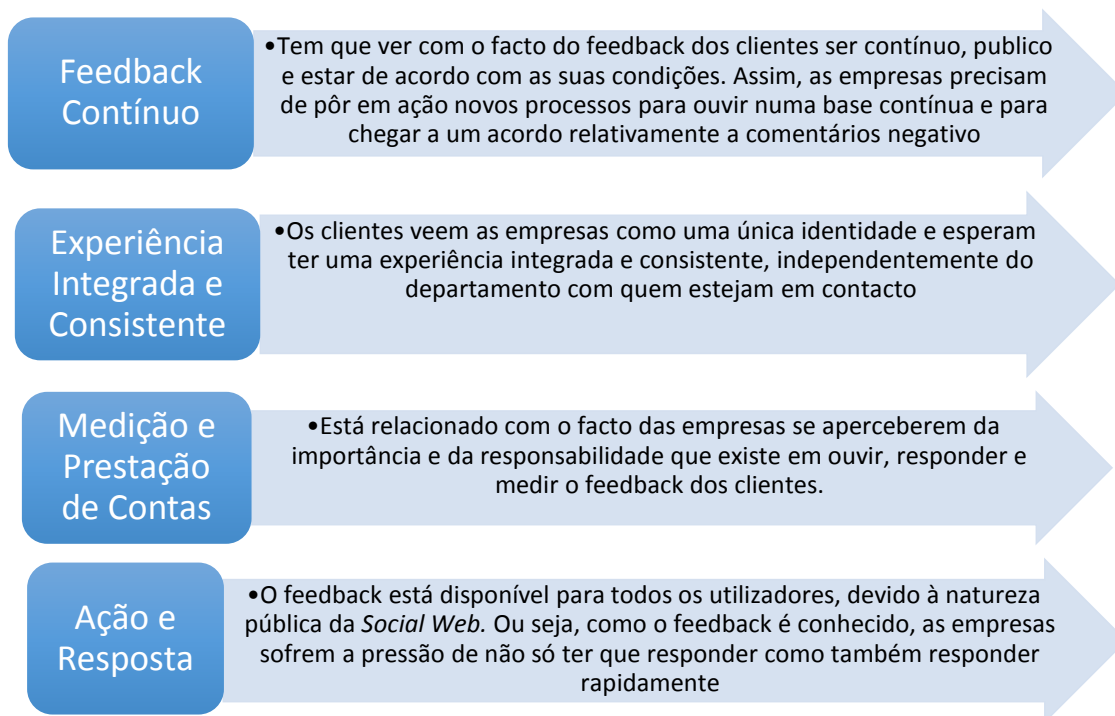 Feedback
Contínuo
•Tem que ver com o facto do feedback dos clientes ser contínuo, publico
e estar de acordo com as suas condições. Assim, as empresas precisam
de pôr em ação novos processos para ouvir numa base contínua e para
chegar a um acordo relativamente a comentários negativo
Experiência
Integrada e
Consistente
•Os clientes veem as empresas como uma única identidade e esperam
ter uma experiência integrada e consistente, independentemente do
departamento com quem estejam em contacto
Medição e
Prestação
de Contas
•Está relacionado com o facto das empresas se aperceberem da
importância e da responsabilidade que existe em ouvir, responder e
medir o feedback dos clientes.
Ação e
Resposta
•O feedback está disponível para todos os utilizadores, devido à natureza
pública da Social Web. Ou seja, como o feedback é conhecido, as empresas
sofrem a pressão de não só ter que responder como também responder
rapidamente